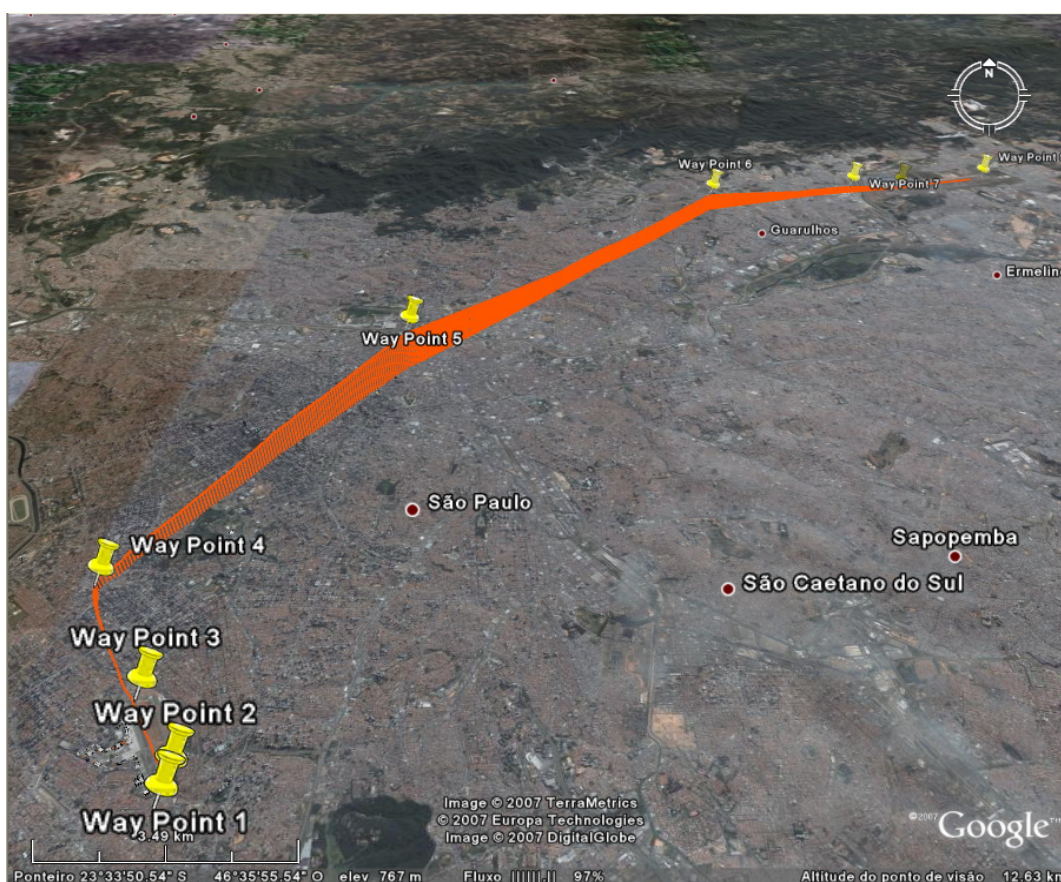 Way Point 6
Way Point
Way Point 7
Guarulhos
Ermelino
Way Point 5
São Paulo
Way Point 4
Sapopemba
São Caetano do Sul
Way Point 3
Way Point 2
Way Point 1
3.49 km
Image © 2007 TerraMetrics
© 2007 Europa Technologies
Image © 2007 DigitalGlobe
©2007 Google™
N
Ponteiro 23°33'50.54" S 46°35'55.54" O elev 767 m Fluxo ||||||.|| 97% Altitude do ponto de visão 12.63 km